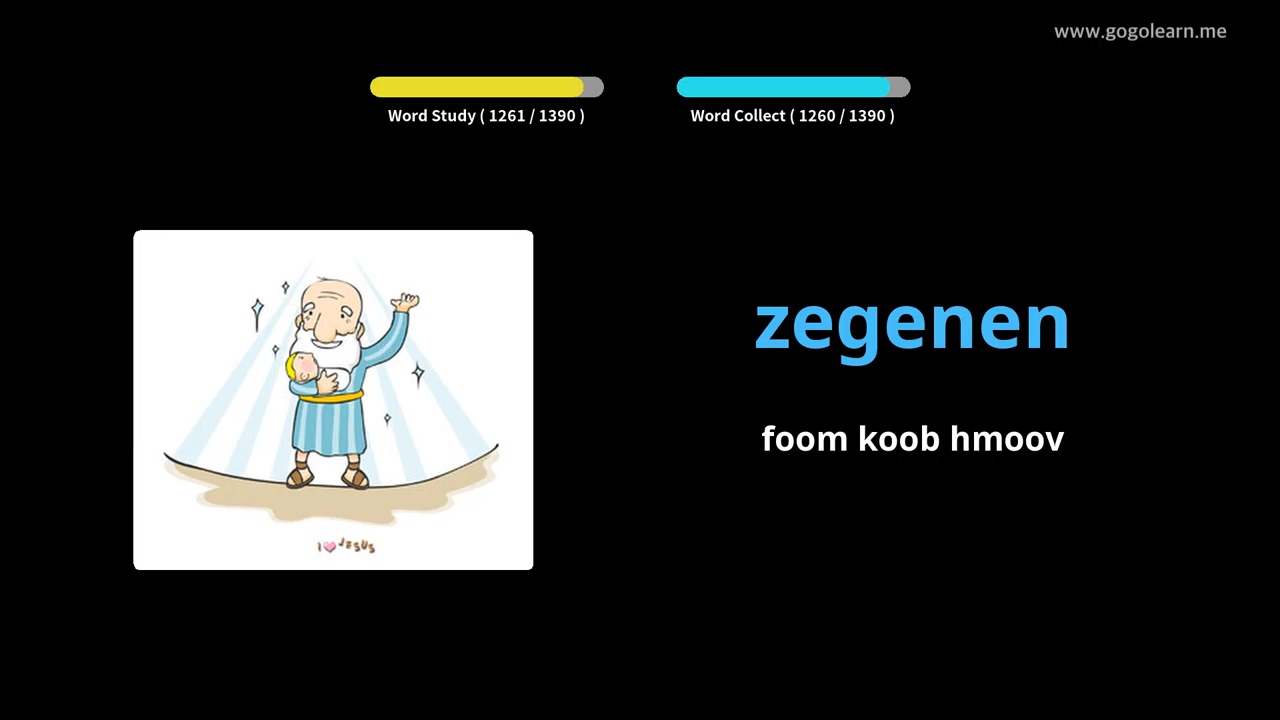 www.gogolearn.me
Word Study ( 1261 / 1390 )
Word Collect ( 1260 / 1390 )
zegenen
foom koob hmoov
I JESUS